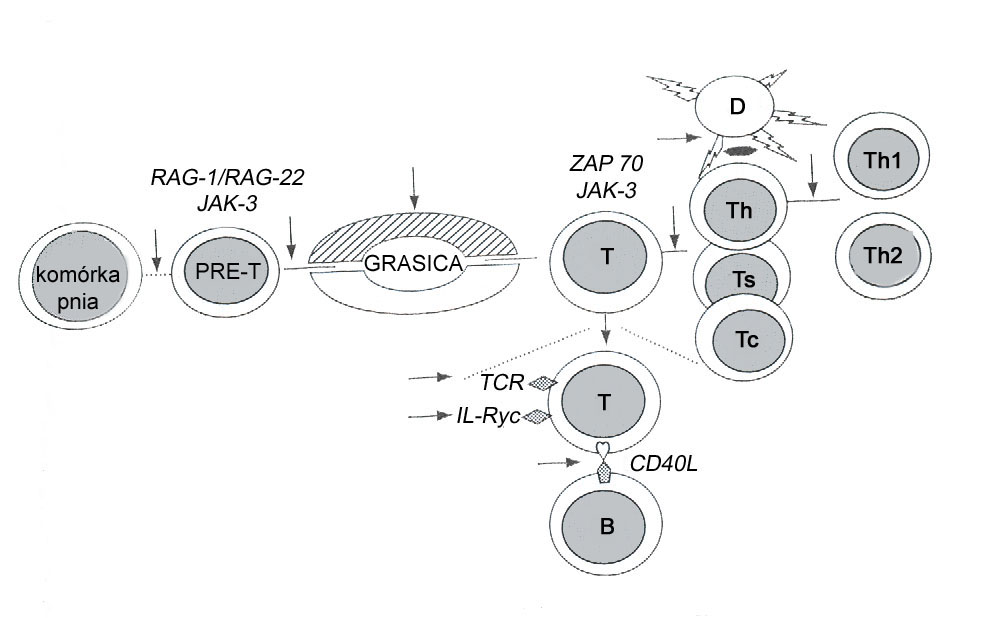 D
ZAP 70
JAK-3
Th1
RAG-1/RAG-22
JAK-3
Th
komórka
pnia
PRE-T
GRASICA
T
Th2
Ts
Tc
TCR
T
IL-Ryc
CD40L
B